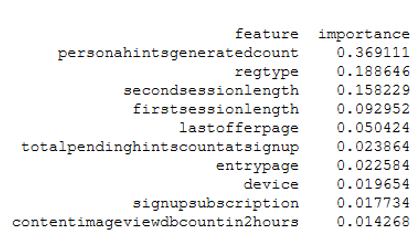 feature importance
personahintsgeneratedcount 0.369111
regtype 0.188646
secondsessionlength 0.158229
firstsessionlength 0.092952
lastofferpage 0.050424
totalpendinghintscountatsignup 0.023864
entrypage 0.022584
device 0.019654
signupsubscription 0.017734
contentimageviewdbcountin2hours 0.014268